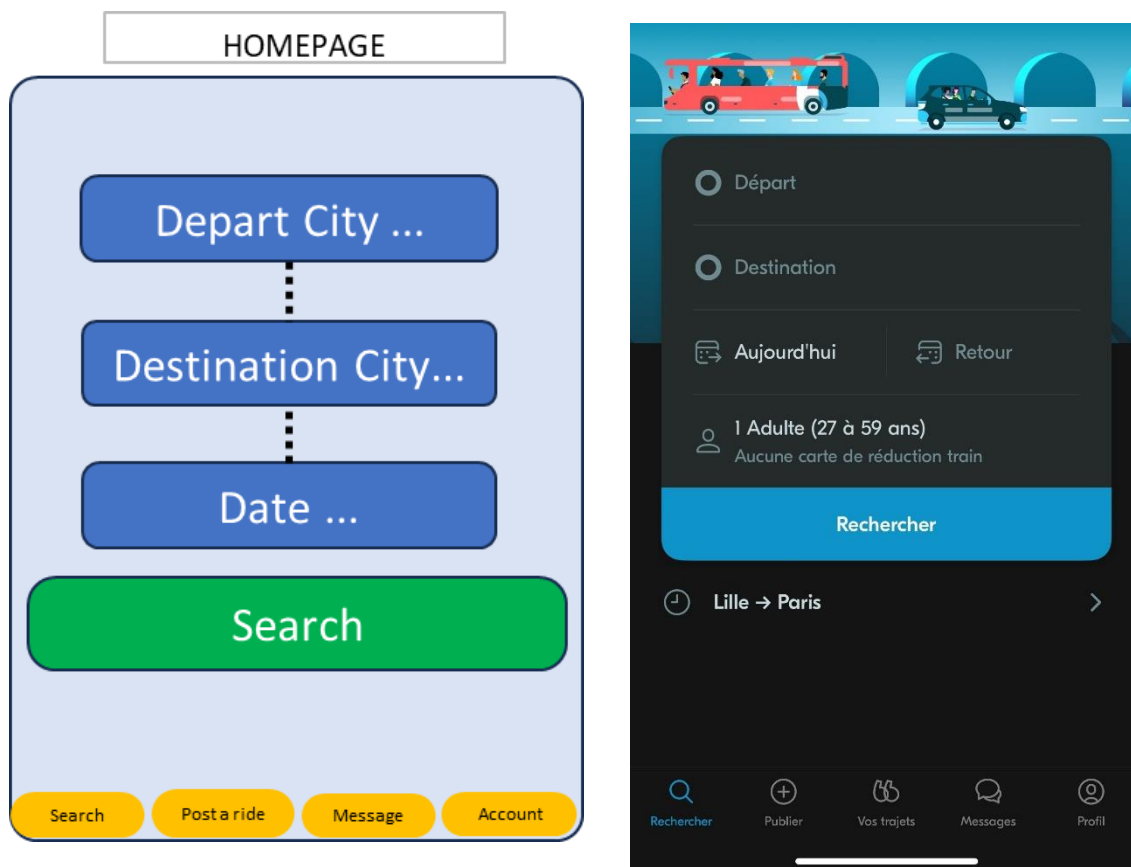 HOMEPAGE
Depart City ...
Destination City...
Date ...
Search
Search
Post a ride
Message
Account
Départ
Destination
Aujourd'hui
Retour
1 Adulte (27 à 59 ans)
Aucune carte de réduction train
Rechercher
Lille → Paris
Rechercher
Publier
Vos trajets
Messages
Profil